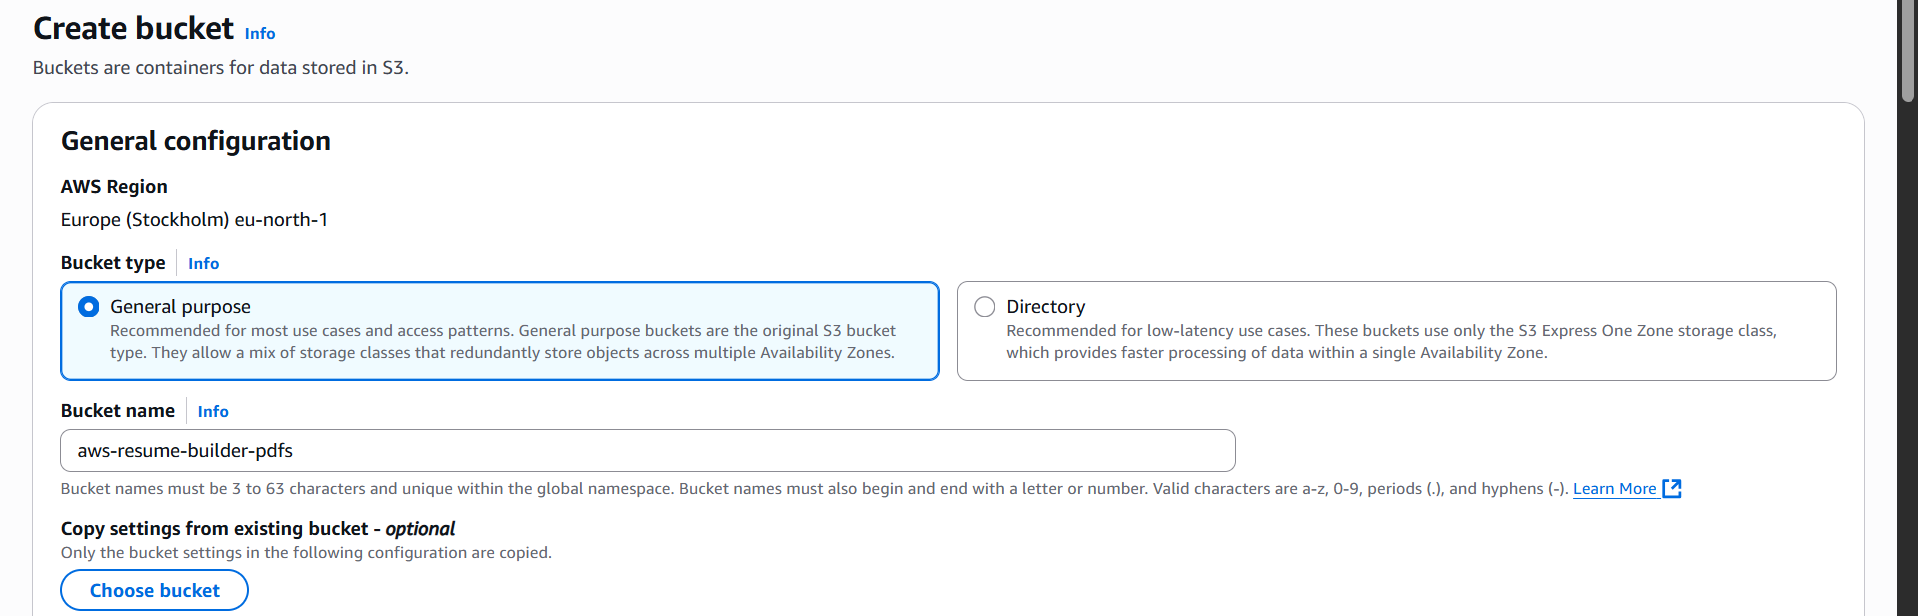 Create bucket Info
Buckets are containers for data stored in S3.
General configuration
AWS Region
Europe (Stockholm) eu-north-1
Bucket type Info
General purpose
Recommended for most use cases and access patterns. General purpose buckets are the original S3 bucket
type. They allow a mix of storage classes that redundantly store objects across multiple Availability Zones.
Directory
Recommended for low-latency use cases. These buckets use only the S3 Express One Zone storage class,
which provides faster processing of data within a single Availability Zone.
Bucket name Info
aws-resume-builder-pdfs
Bucket names must be 3 to 63 characters and unique within the global namespace. Bucket names must also begin and end with a letter or number. Valid characters are a-z, 0-9, periods (.), and hyphens (-). Learn More
Copy settings from existing bucket - optional
Only the bucket settings in the following configuration are copied.
Choose bucket